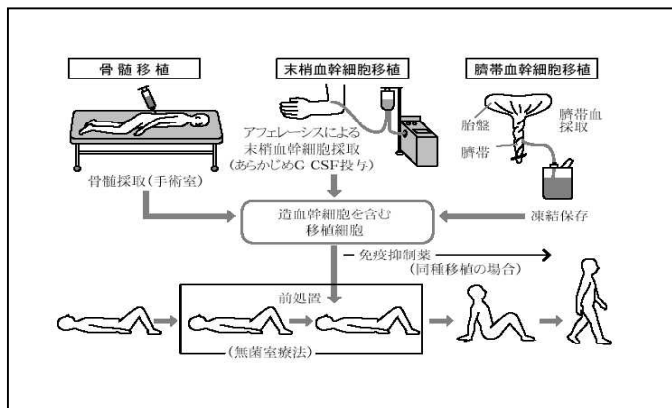 骨髄移植
末梢血幹細胞移植
臍帯血幹細胞移植
胎盤
臍帯血
採取
臍帯
アフェレーシスによる
末梢血幹細胞採取
(あらかじめG CSF投与)
骨髄採取(手術室)
凍結保存
造血幹細胞を含む
移植細胞
免疫抑制薬
(同種移植の場合)
前処置
(無菌室療法)